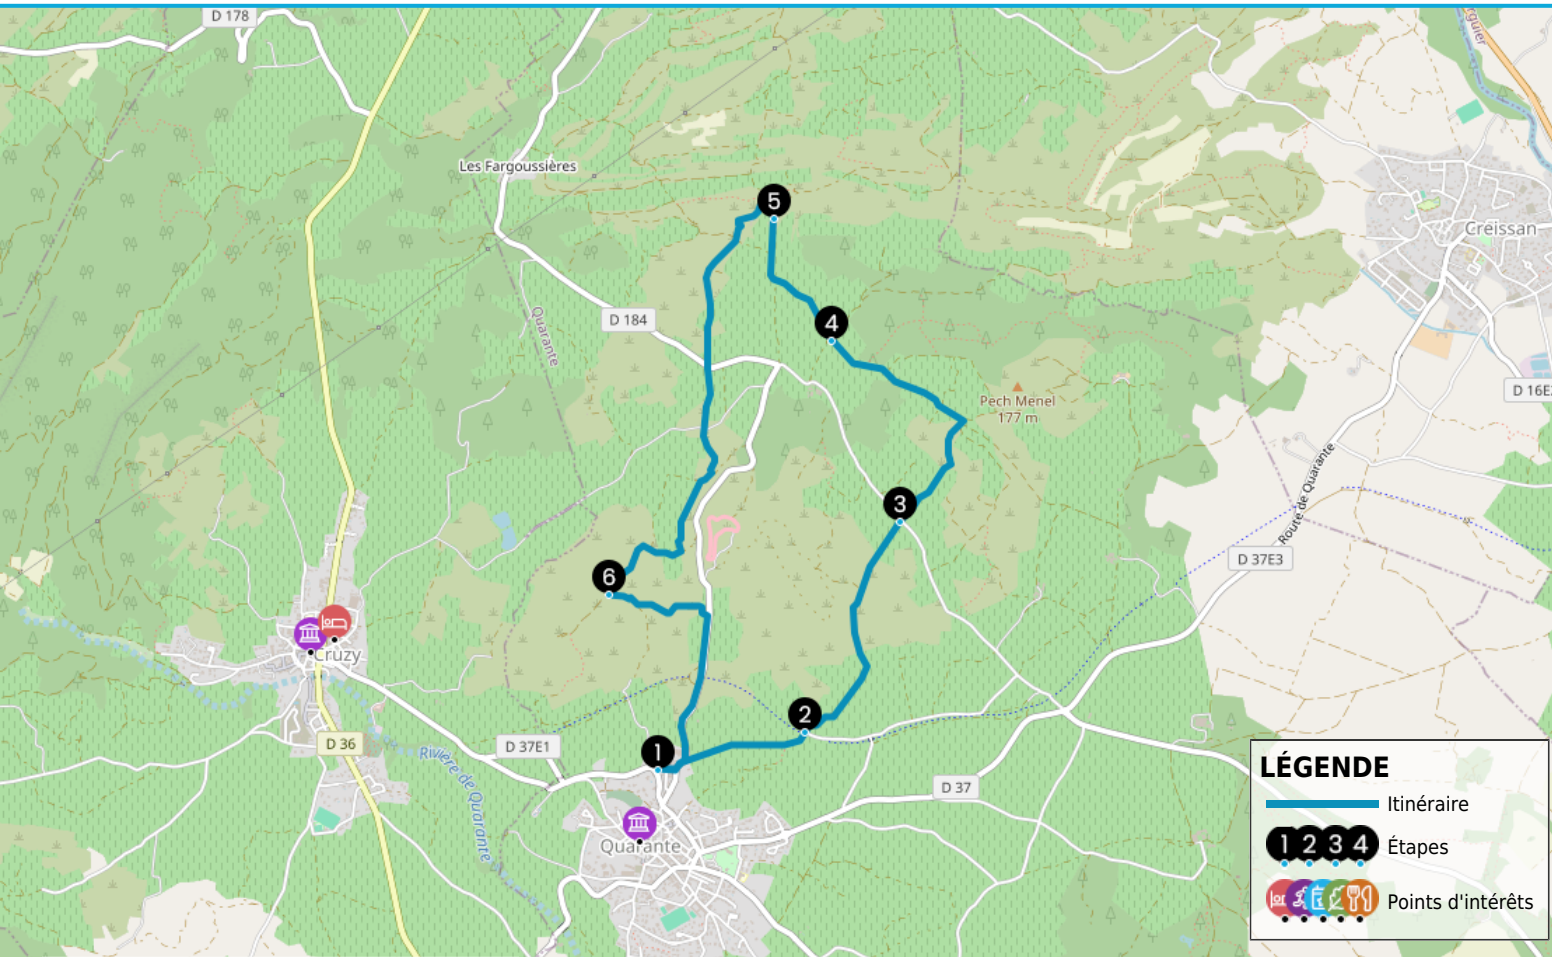 D 178
rguier
Les Fargoussières
5
Creissan
Quarante
D 184
4
D 16E
Pech Menel
177 m
Route de Quarante
3
D 37E3
6
Cruzy
2
D 36
Rivière de Quarante
D 37E1
1
D 37
Quarante
LÉGENDE
Itinéraire
1 2 3 4
Étapes
Points d'intérêts